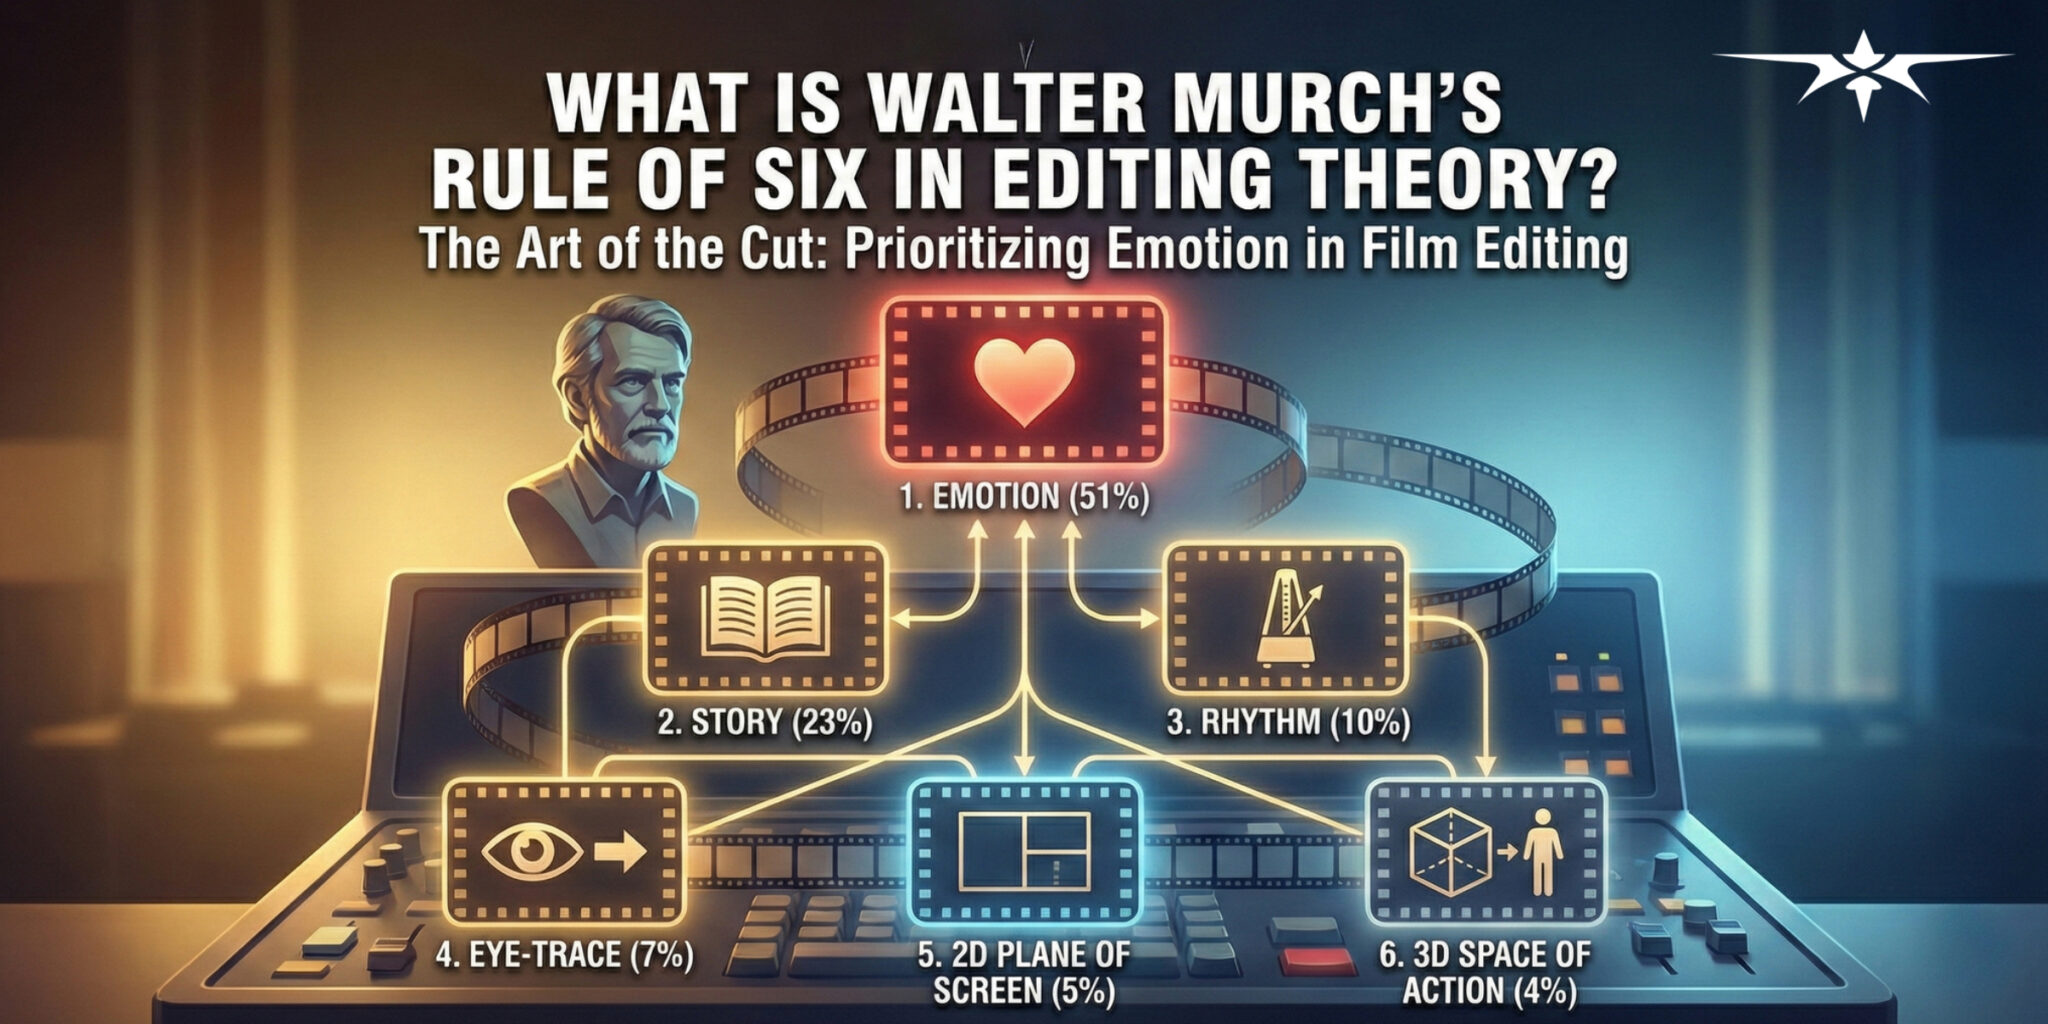 WHAT IS WALTER MURCH'S
RULE OF SIX IN EDITING THEORY?
The Art of the Cut: Prioritizing Emotion in Film Editing
1. EMOTION (51%)
2. STORY (23%)
3. RHYTHM (10%)
4. EYE-TRACE (7%)
5. 2D PLANE OF
SCREEN (5%)
6. 3D SPACE OF
ACTION (4%)